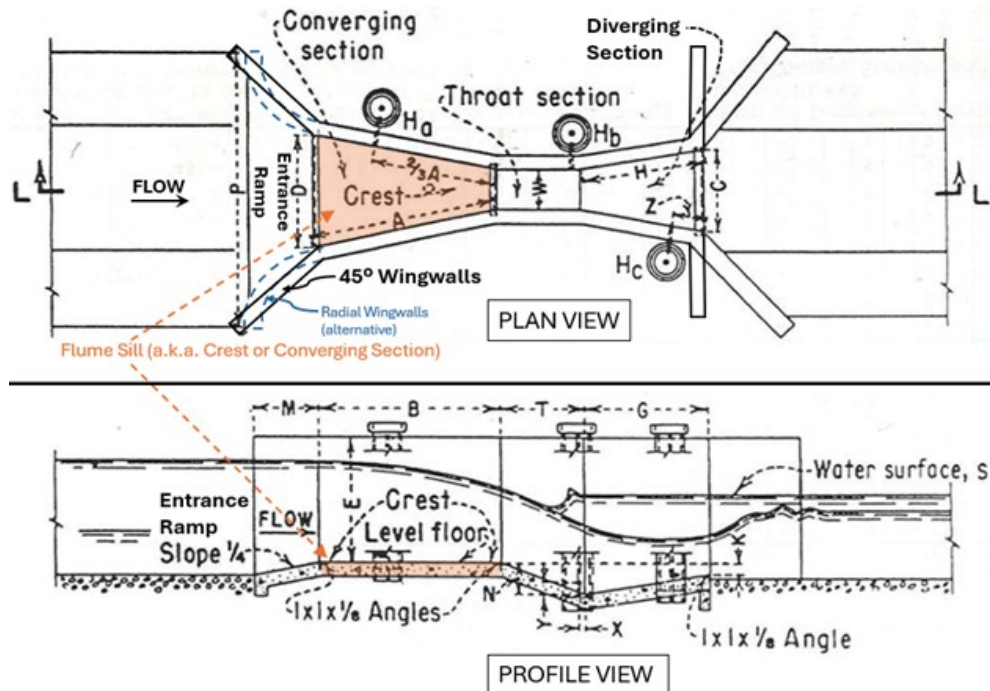 Converging
section
Diverging
Section
Throat section
Ha
Hb
Entrance
Ramp
2/3A
H
C
L
FLOW
P
D
Crest
W
A
Z
L
Hc
45° Wingwalls
Radial Wingwalls
(alternative)
PLAN VIEW
Flume Sill (a.k.a. Crest or Converging Section)
M
B
T
G
Water surface, S
E
Crest
Entrance
Ramp
FLOW
Level floor
K
Slope 1/4
N
1x1x1/8 Angles
Y
X
1x1x1/8 Angle
PROFILE VIEW